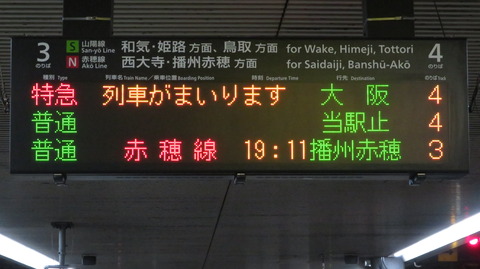 3 のりば S 山陽線 San-yō Line 和気・姫路 方面、鳥取 方面 for Wake, Himeji, Tottori 4 のりば
N 赤穂線 Akō Line 西大寺・播州赤穂 方面 for Saidaiji, Banshū-Akō
種別 Type 列車名 Train Name/乗車位置 Boarding Position 時刻 Departure Time 行先 Destination のりば Track
特急 列車がまいります 大阪 4
普通 当駅止 4
普通 赤穂線 19:11 播州赤穂 3